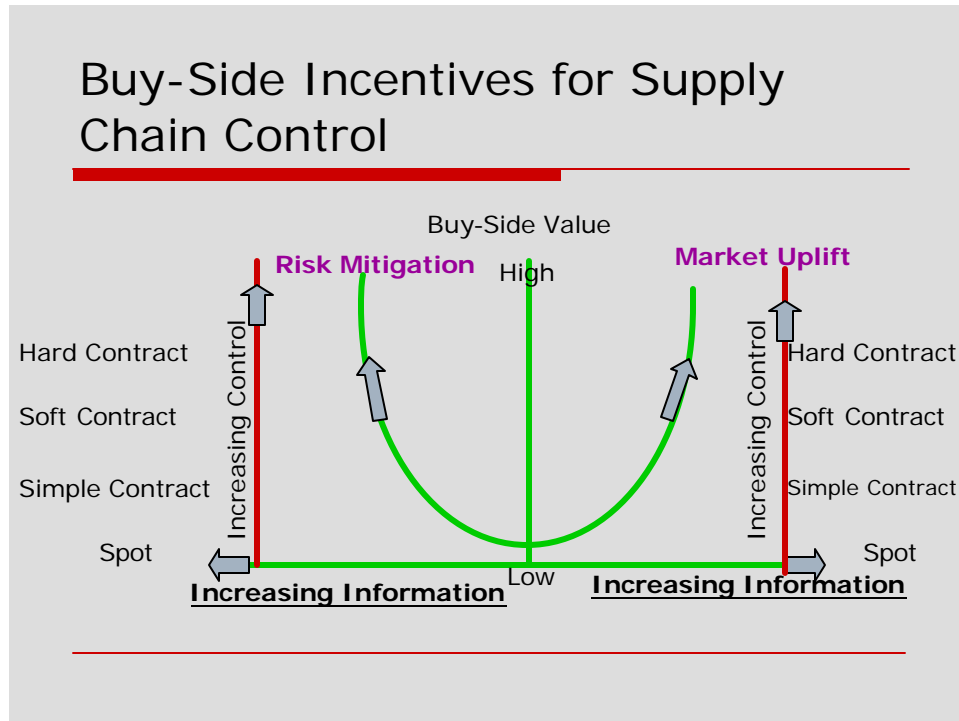 Buy-Side Incentives for Supply
Chain Control
Buy-Side Value
Risk Mitigation
High
Market Uplift
Increasing Control
Increasing Control
Hard Contract
Hard Contract
Soft Contract
Soft Contract
Simple Contract
Simple Contract
Spot
Spot
Low
Increasing Information
Increasing Information